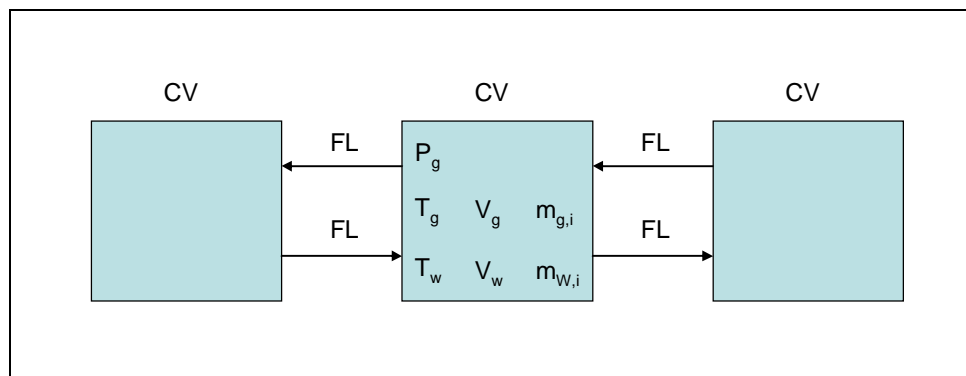 CV CV CV
FL FL
P_g
T_g V_g m_g,i
FL FL
T_w V_w m_W,i